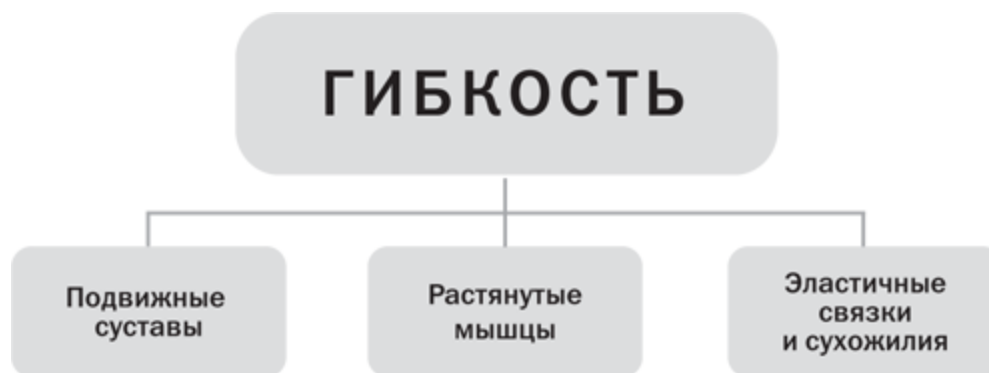 ГИБКОСТЬ
Подвижные
суставы
Растянутые
мышцы
Эластичные
связки
и сухожилия